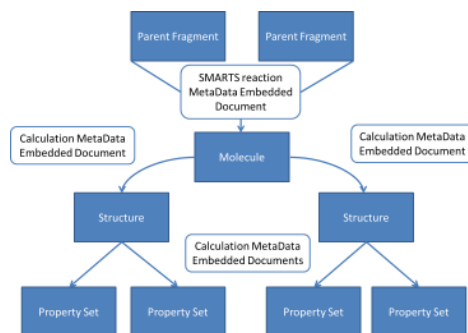 Parent Fragment
Parent Fragment
SMARTS reaction
MetaData Embedded
Document
Calculation MetaData
Embedded Document
Calculation MetaData
Embedded Document
Molecule
Structure
Structure
Calculation MetaData
Embedded Documents
Property Set
Property Set
Property Set
Property Set